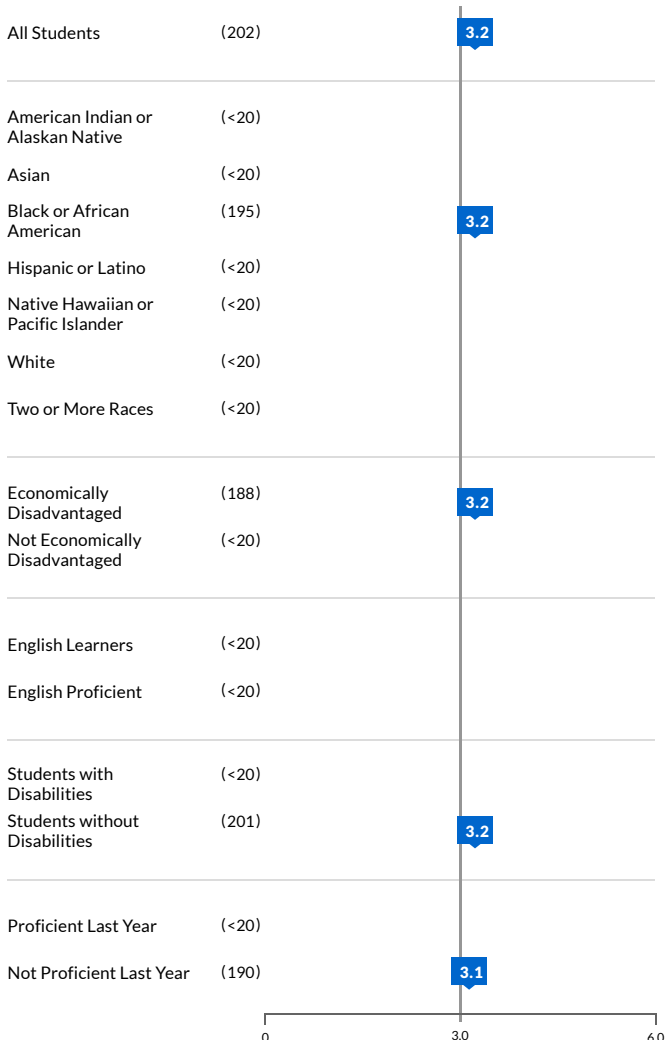 All Students (202) 3.2
American Indian or (<20)
Alaskan Native
Asian (<20)
Black or African (195) 3.2
American
Hispanic or Latino (<20)
Native Hawaiian or (<20)
Pacific Islander
White (<20)
Two or More Races (<20)
Economically (188) 3.2
Disadvantaged
Not Economically (<20)
Disadvantaged
English Learners (<20)
English Proficient (<20)
Students with (<20)
Disabilities
Students without (201) 3.2
Disabilities
Proficient Last Year (<20)
Not Proficient Last Year (190) 3.1
0 3.0 6.0